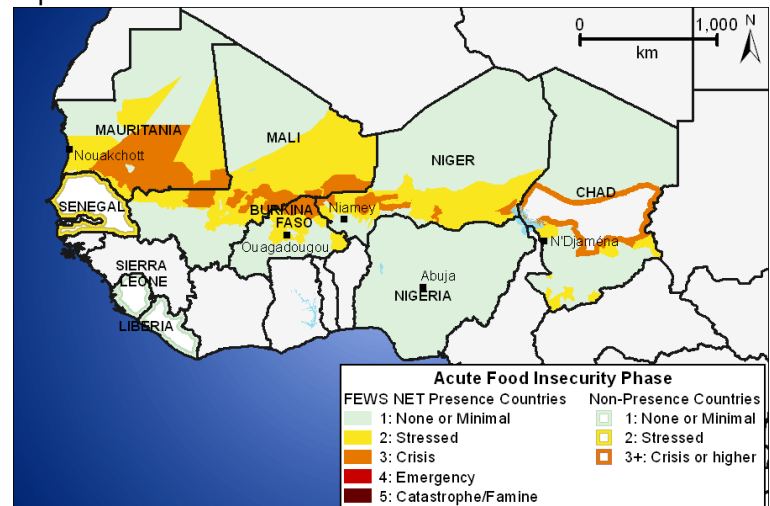 0 1,000
km
N
MAURITANIA
Nouakchott
MALI
NIGER
CHAD
SENEGAL
BURKINA
FASO
Niamey
Ouagadougou
N'Djaména
SIERRA
LEONE
Abuja
NIGERIA
LIBERIA
Acute Food Insecurity Phase
FEWS NET Presence Countries
1: None or Minimal
2: Stressed
3: Crisis
4: Emergency
5: Catastrophe/Famine
Non-Presence Countries
1: None or Minimal
2: Stressed
3+: Crisis or higher